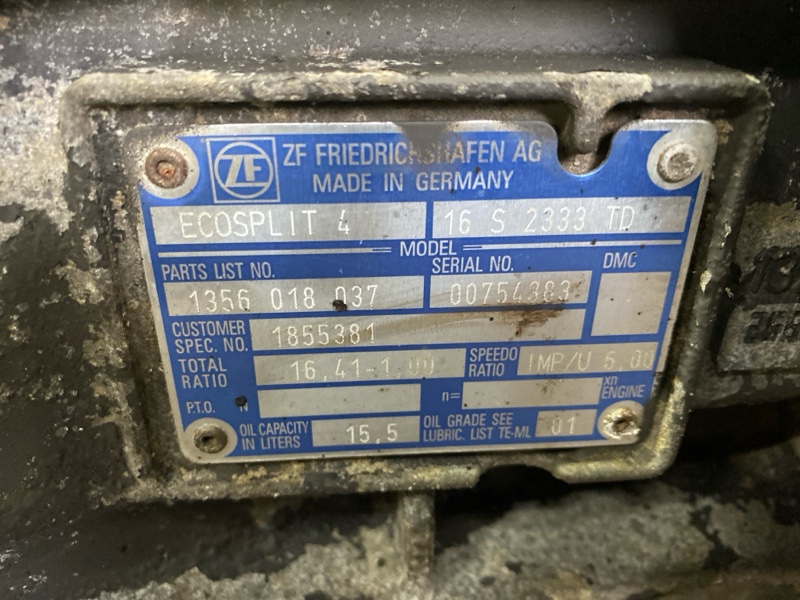 ZF
ZF FRIEDRICHSHAFEN AG
MADE IN GERMANY
ECOSPLIT 4 16 S 2333 TD
MODEL
PARTS LIST NO. SERIAL NO. DMC
1356 018 037 00754383
CUSTOMER SPEC. NO. 1855381
TOTAL RATIO 16,41-1,00 SPEEDO RATIO IMP/U 6,00
P.T.O. N n= xn ENGINE
OIL CAPACITY IN LITERS 15,5 OIL GRADE SEE LUBRIC. LIST TE-ML 01